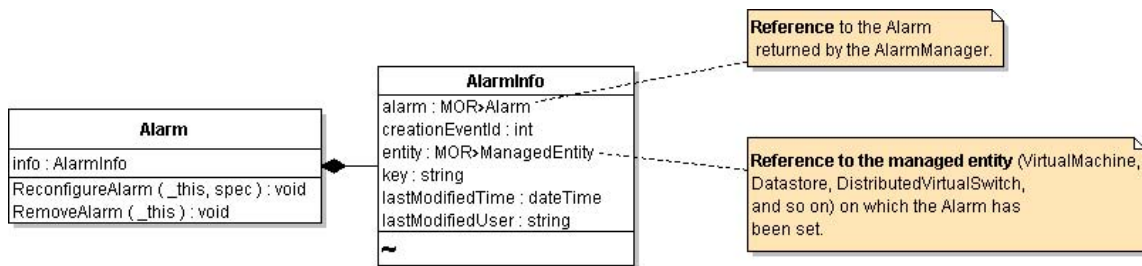 Alarm
info : AlarmInfo
ReconfigureAlarm ( _this, spec ) : void
RemoveAlarm ( _this ) : void
AlarmInfo
alarm : MOR>Alarm
creationEventId : int
entity : MOR>ManagedEntity
key : string
lastModifiedTime : dateTime
lastModifiedUser : string
~
Reference to the Alarm
returned by the AlarmManager.
Reference to the managed entity (VirtualMachine,
Datastore, DistributedVirtualSwitch,
and so on) on which the Alarm has
been set.